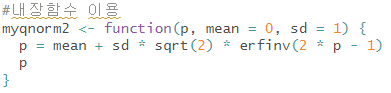 #내장함수 이용
myqnorm2 <- function(p, mean = 0, sd = 1) {
  p = mean + sd * sqrt(2) * erfinv(2 * p - 1)
  p
}